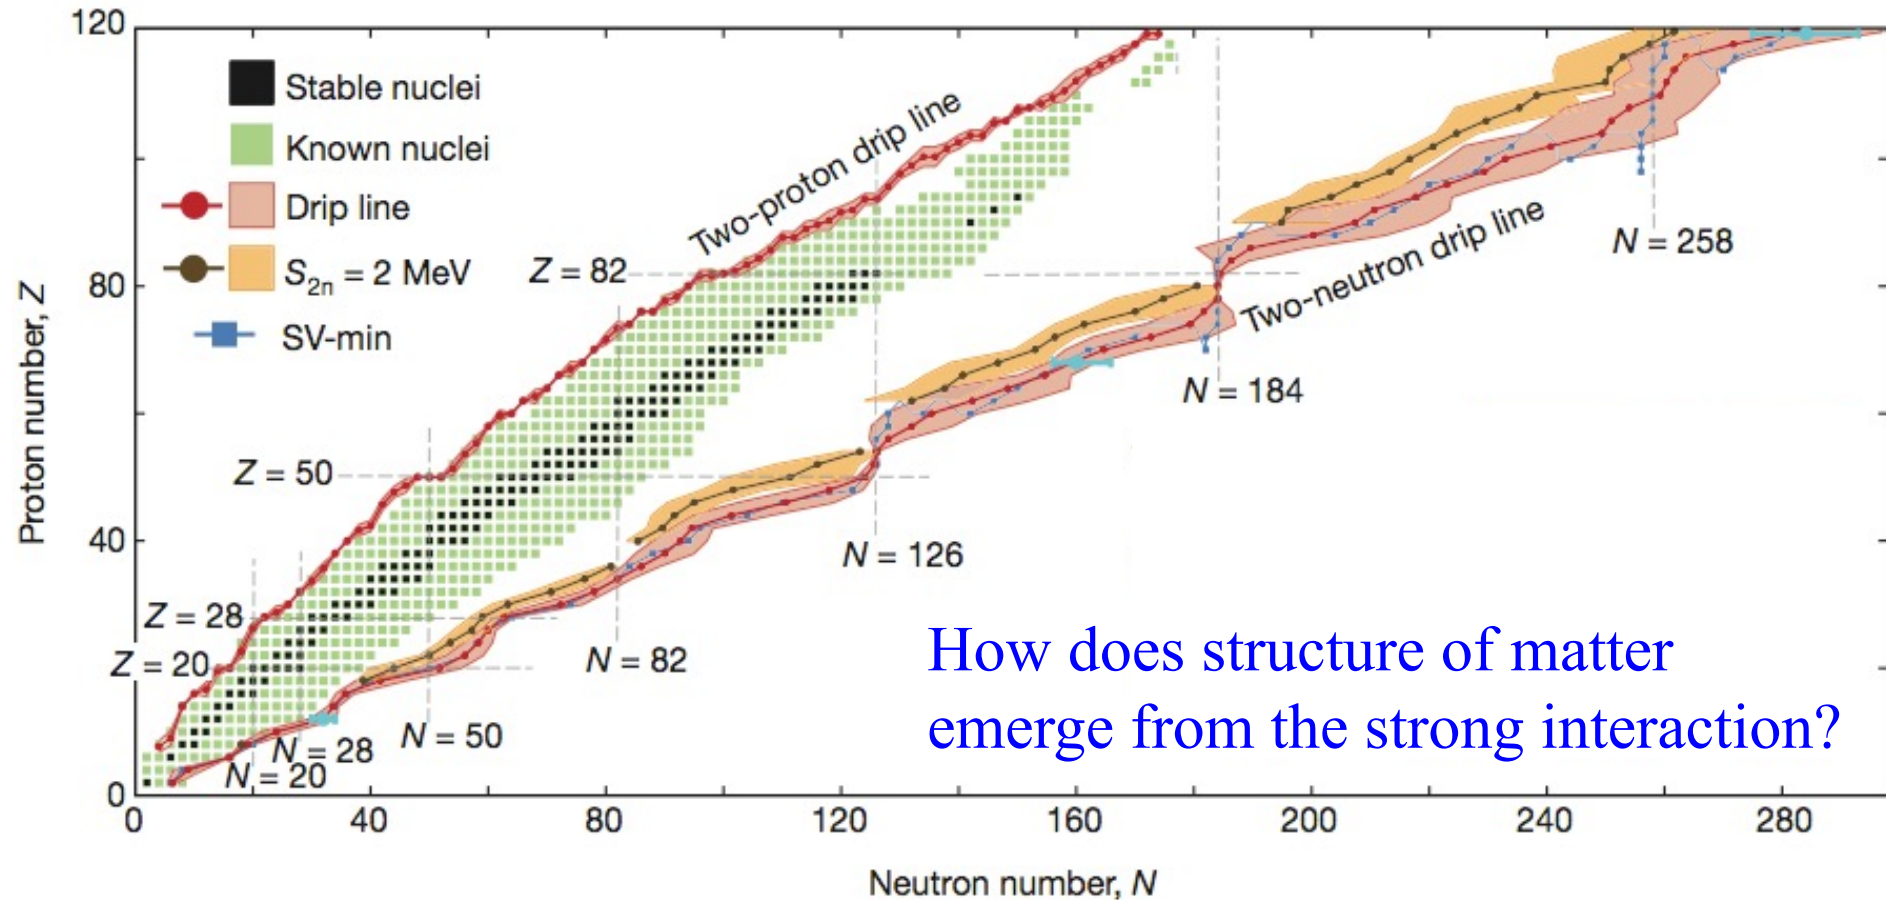 120
80
40
0
Proton number, Z
Stable nuclei
Known nuclei
Drip line
S2n = 2 MeV
SV-min
Two-proton drip line
Two-neutron drip line
Z = 82
Z = 50
Z = 28
Z = 20
N = 258
N = 184
N = 126
N = 82
N = 50
N = 28
N = 20
How does structure of matter
emerge from the strong interaction?
0 40 80 120 160 200 240 280
Neutron number, N